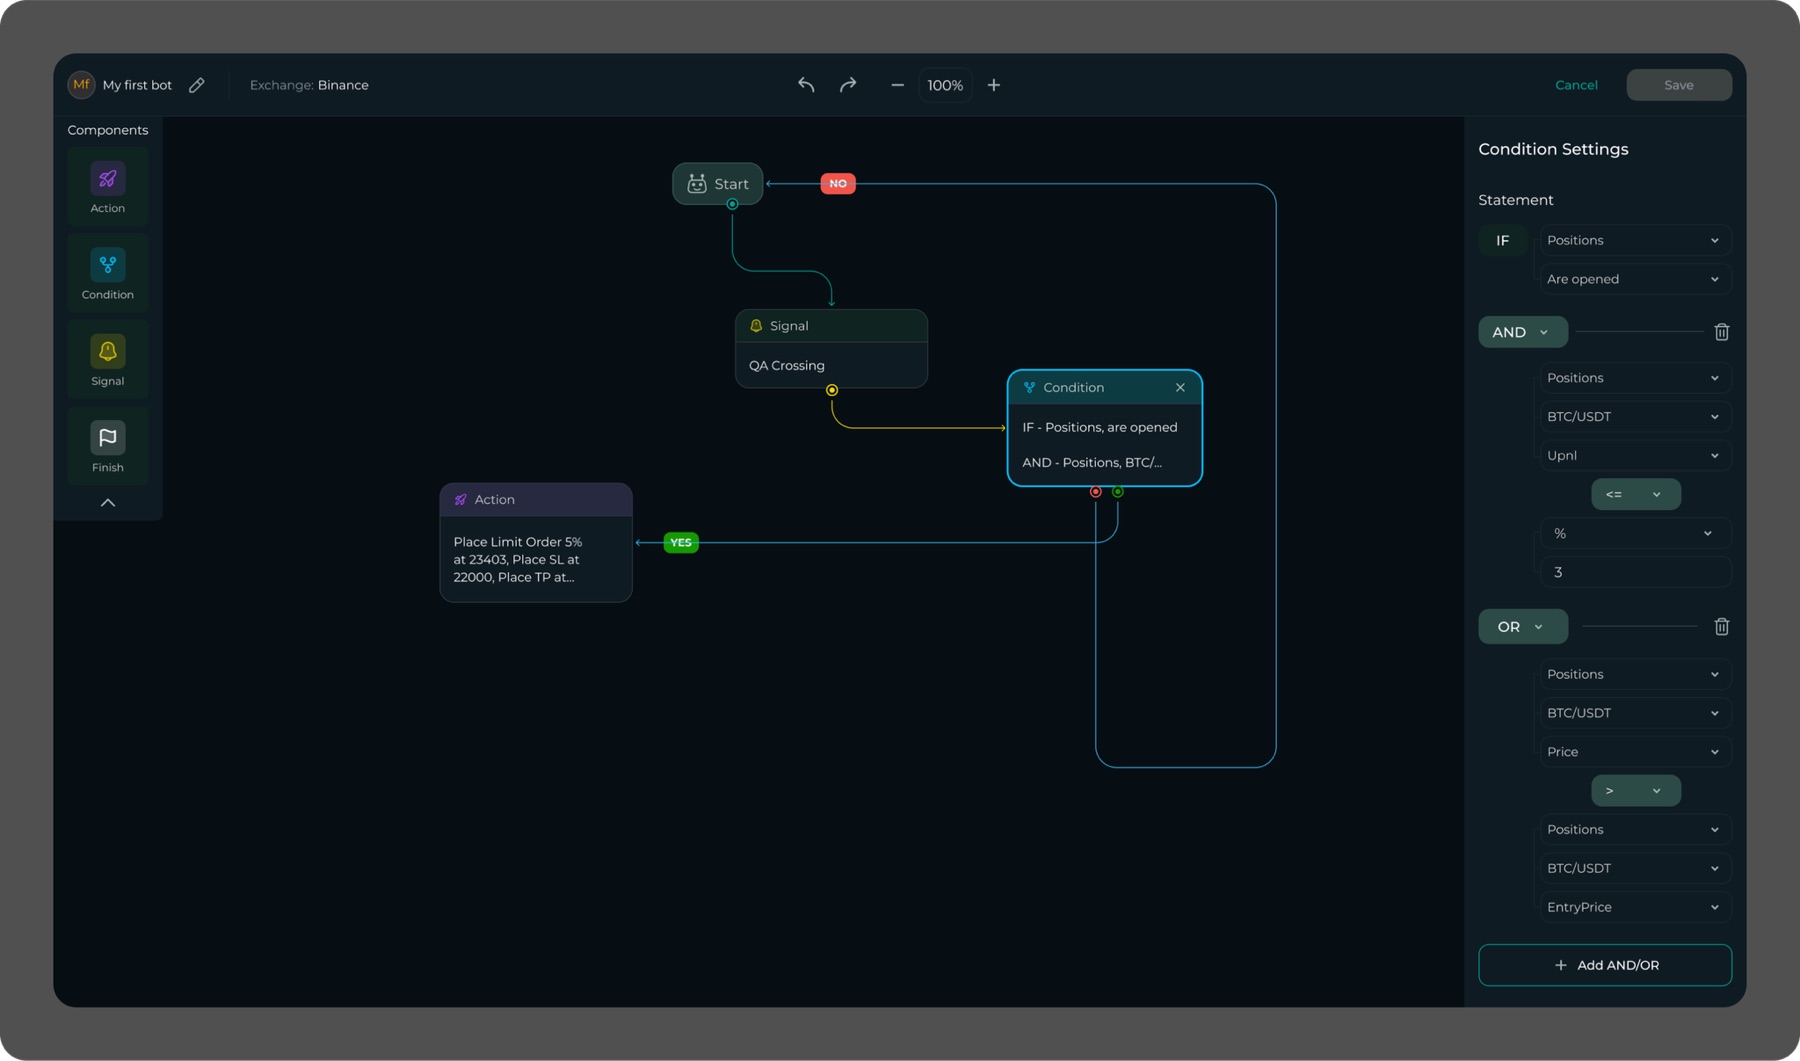 Mf My first bot
Exchange: Binance
100%
Cancel
Save
Components
Action
Condition
Signal
Finish
Start
NO
Signal
QA Crossing
Condition
IF - Positions, are opened
AND - Positions, BTC/...
Action
Place Limit Order 5%
at 23403, Place SL at
22000, Place TP at...
YES
Condition Settings
Statement
IF
Positions
Are opened
AND
Positions
BTC/USDT
Upnl
<=
%
3
OR
Positions
BTC/USDT
Price
>
Positions
BTC/USDT
EntryPrice
+ Add AND/OR